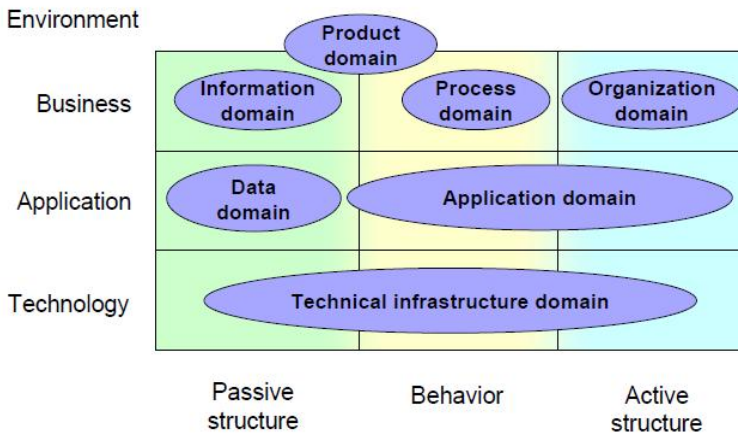 Environment
Product
domain
Business
Information
domain
Process
domain
Organization
domain
Application
Data
domain
Application domain
Technology
Technical infrastructure domain
Passive
structure
Behavior
Active
structure